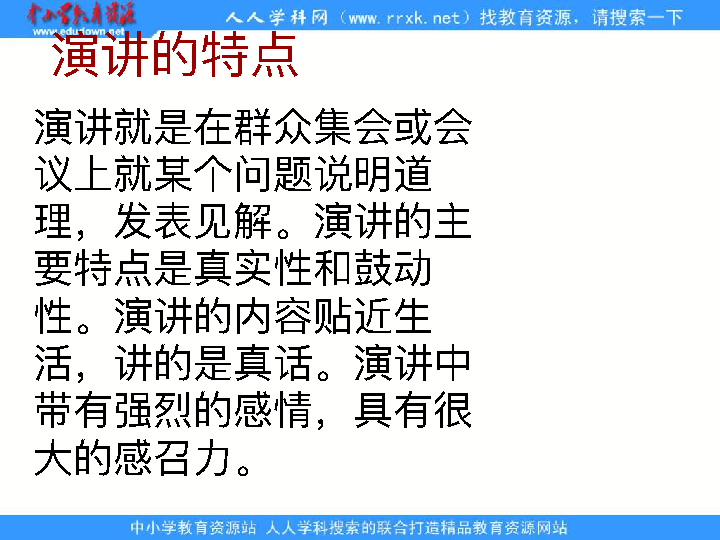 中小学教育资源
www.edudown.net
人人学科网（www.rrxk.net）找教育资源，请搜索一下
演讲的特点
演讲就是在群众集会或会
议上就某个问题说明道
理，发表见解。演讲的主
要特点是真实性和鼓动
性。演讲的内容贴近生
活，讲的是真话。演讲中
带有强烈的感情，具有很
大的感召力。
中小学教育资源站 人人学科搜索的联合打造精品教育资源网站